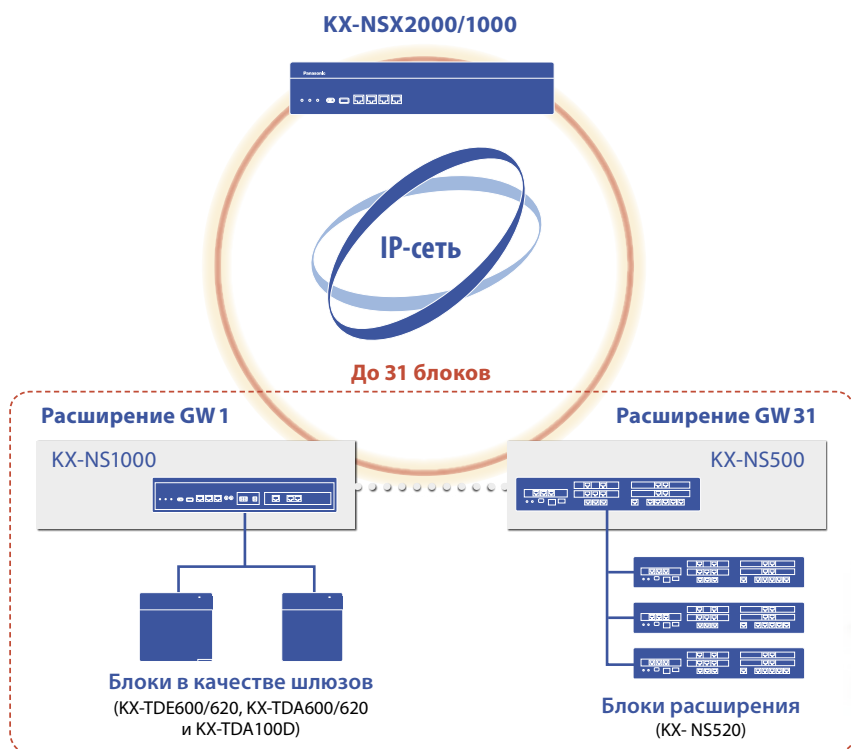 KX-NSX2000/1000
Panasonic
IP-сеть
До 31 блоков
Расширение GW 1
Расширение GW 31
KX-NS1000
KX-NS500
Блоки в качестве шлюзов
(KX-TDE600/620, KX-TDA600/620
и KX-TDA100D)
Блоки расширения
(KX- NS520)